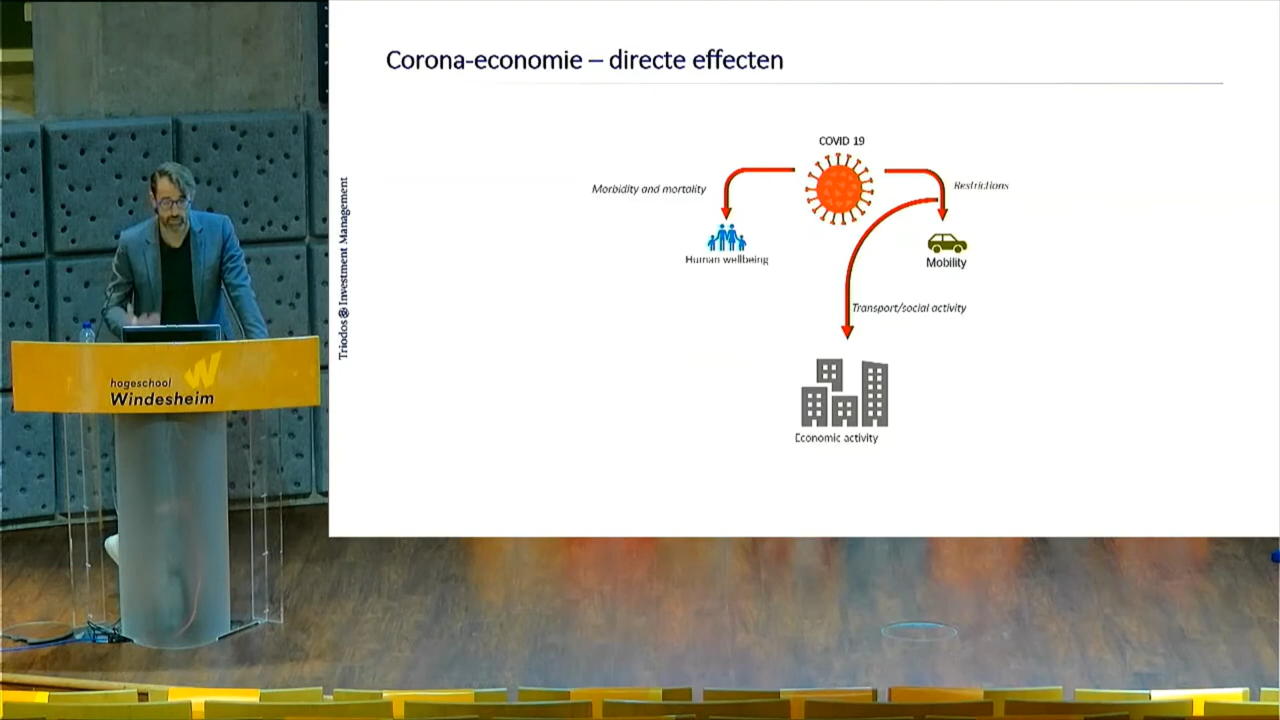 Corona-economie – directe effecten
COVID 19
Morbidity and mortality
Restrictions
Human wellbeing
Mobility
Transport/social activity
Economic activity
Triodos Investment Management
hogeschool
Windesheim